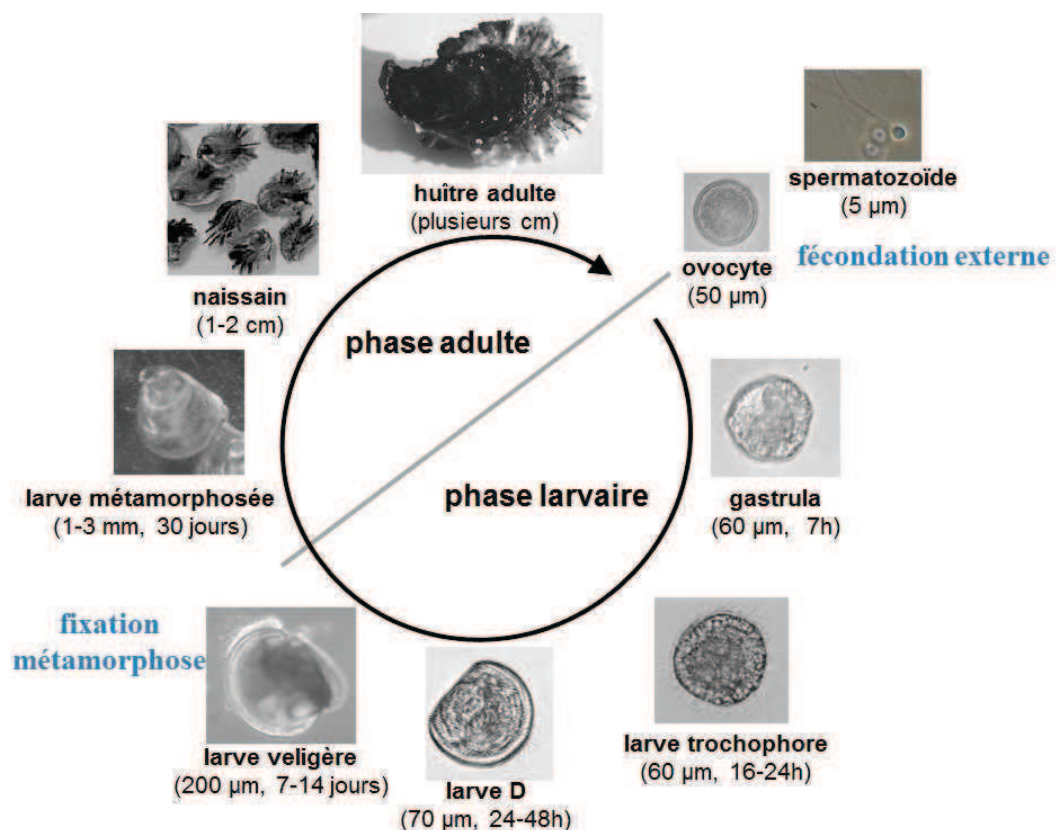 huître adulte
(plusieurs cm)
spermatozoïde
(5 µm)
ovocyte
(50 µm)
fécondation externe
naissain
(1-2 cm)
phase adulte
phase larvaire
gastrula
(60 µm, 7h)
larve métamorphosée
(1-3 mm, 30 jours)
fixation
métamorphose
larve trochophore
(60 µm, 16-24h)
larve veligère
(200 µm, 7-14 jours)
larve D
(70 µm, 24-48h)